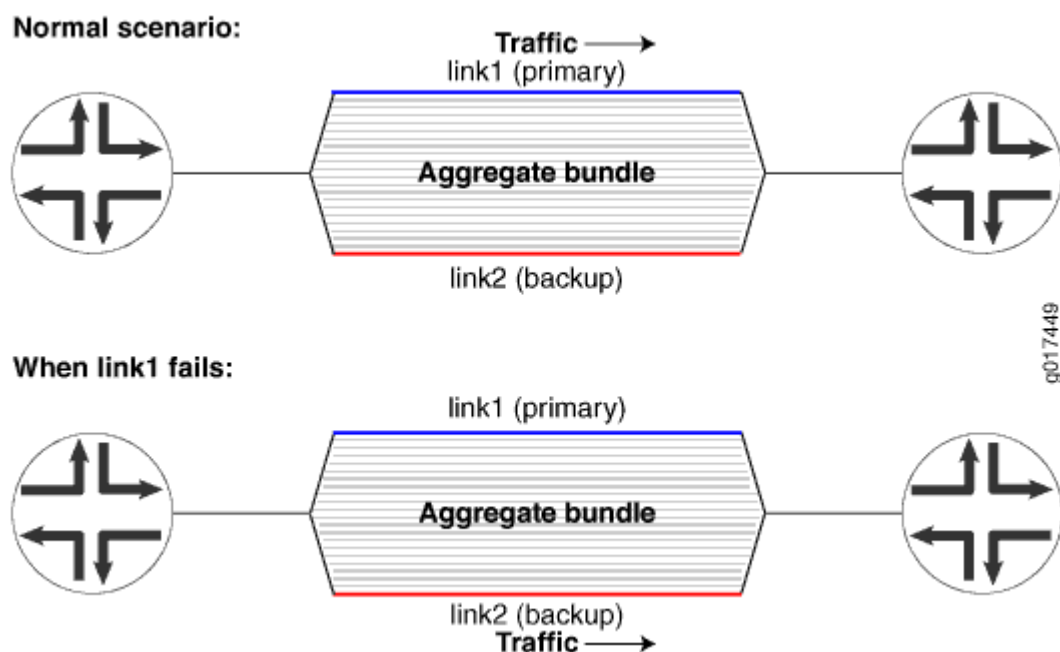 Normal scenario:
Traffic
link1 (primary)
Aggregate bundle
link2 (backup)
g017449
When link1 fails:
link1 (primary)
Aggregate bundle
link2 (backup)
Traffic